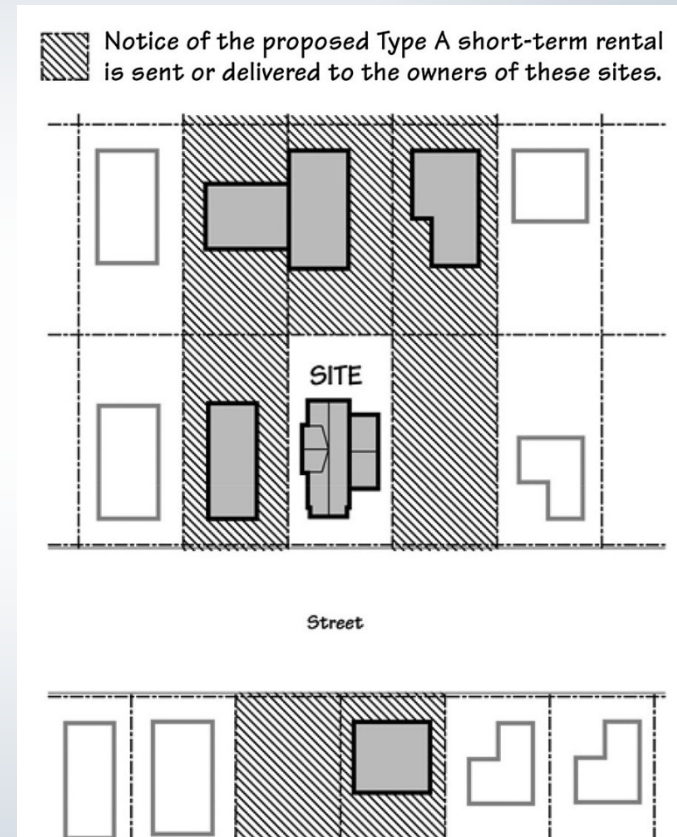 Notice of the proposed Type A short-term rental
is sent or delivered to the owners of these sites.
SITE
Street